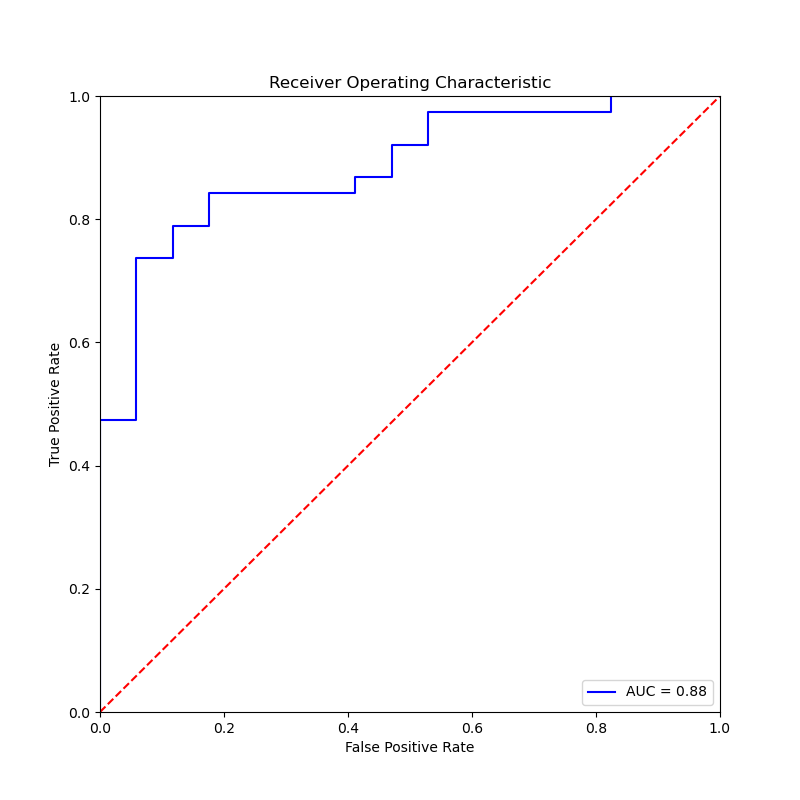 Receiver Operating Characteristic
1.0
0.8
0.6
0.4
0.2
0.0
True Positive Rate
AUC = 0.88
0.0 0.2 0.4 0.6 0.8 1.0
False Positive Rate